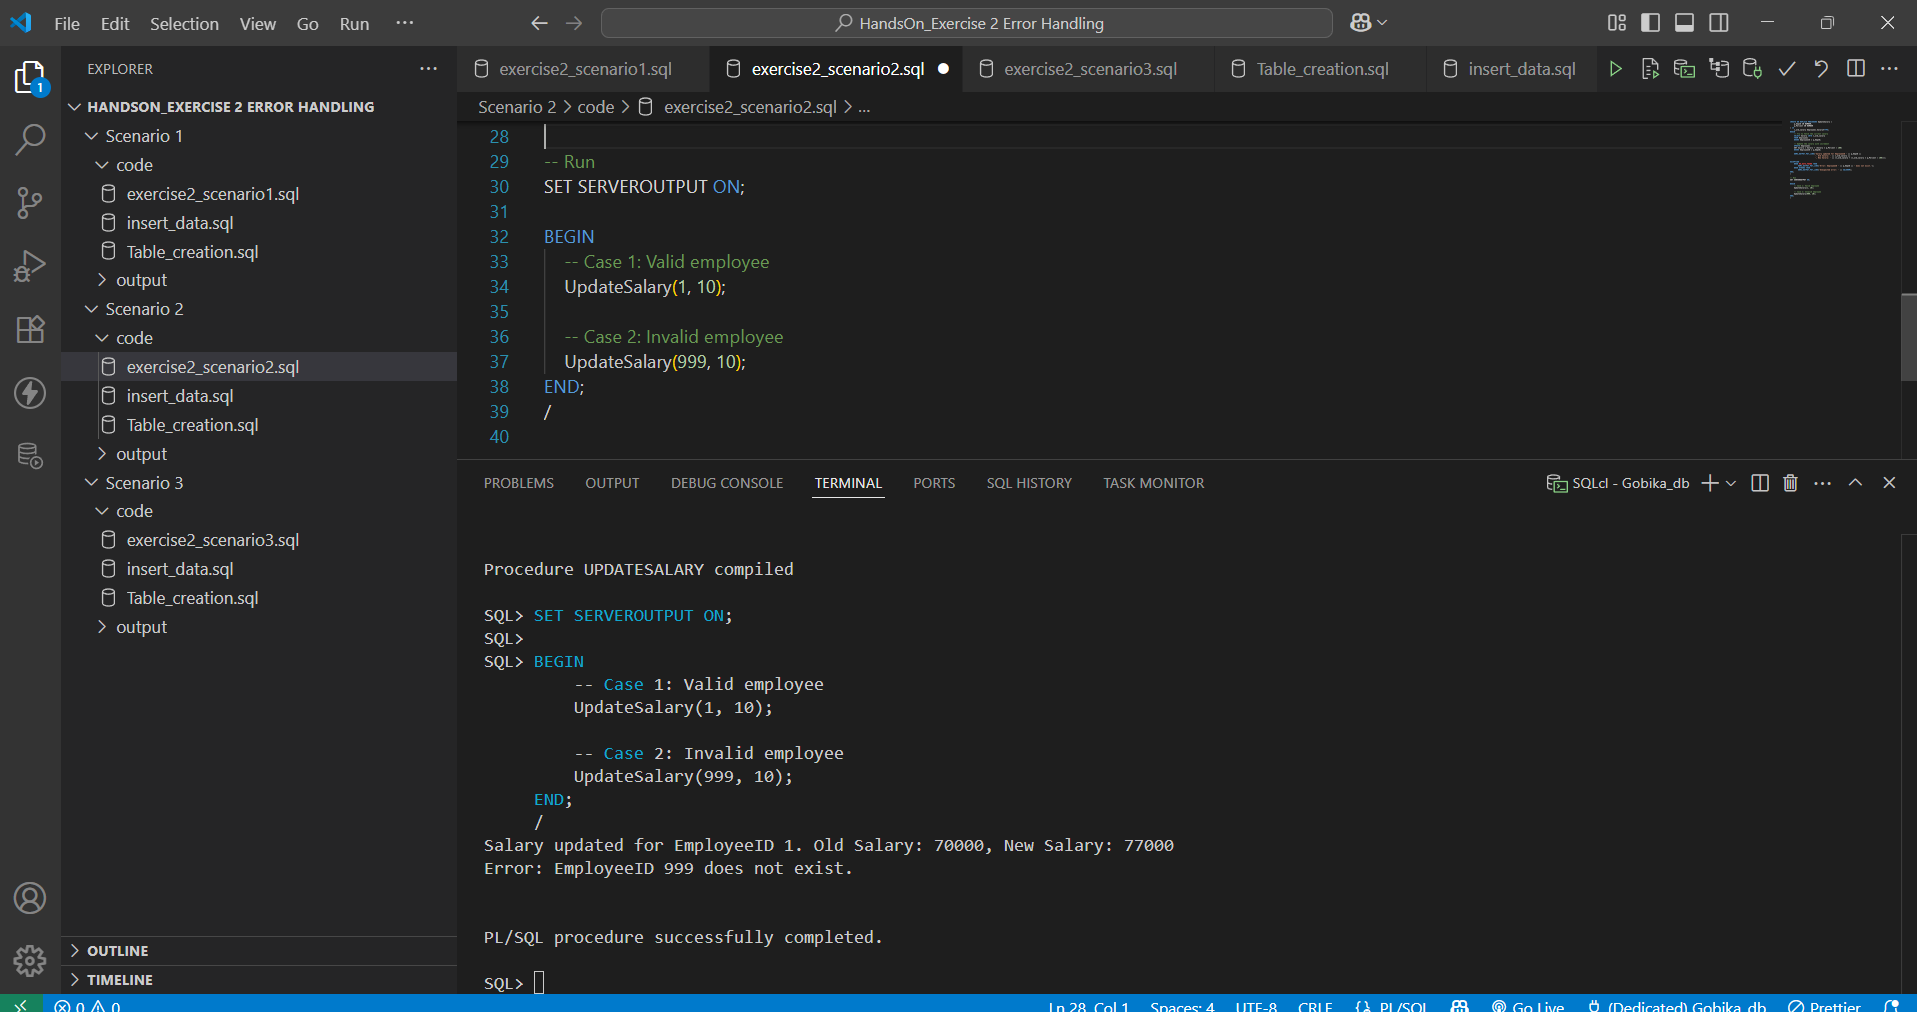 File Edit Selection View Go Run ··· HandsOn_Exercise 2 Error Handling
EXPLORER ···
HANDSON_EXERCISE 2 ERROR HANDLING
Scenario 1
code
exercise2_scenario1.sql
insert_data.sql
Table_creation.sql
output
Scenario 2
code
exercise2_scenario2.sql
insert_data.sql
Table_creation.sql
output
Scenario 3
code
exercise2_scenario3.sql
insert_data.sql
Table_creation.sql
output
OUTLINE
TIMELINE
1
exercise2_scenario1.sql exercise2_scenario2.sql exercise2_scenario3.sql Table_creation.sql insert_data.sql ···
Scenario 2 > code > exercise2_scenario2.sql > ...
28
29 -- Run
30 SET SERVEROUTPUT ON;
31
32 BEGIN
33 -- Case 1: Valid employee
34 UpdateSalary(1, 10);
35
36 -- Case 2: Invalid employee
37 UpdateSalary(999, 10);
38 END;
39 /
40
PROBLEMS OUTPUT DEBUG CONSOLE TERMINAL PORTS SQL HISTORY TASK MONITOR SQLcl - Gobika_db ···
Procedure UPDATESALARY compiled
SQL> SET SERVEROUTPUT ON;
SQL>
SQL> BEGIN
-- Case 1: Valid employee
UpdateSalary(1, 10);
-- Case 2: Invalid employee
UpdateSalary(999, 10);
END;
/
Salary updated for EmployeeID 1. Old Salary: 70000, New Salary: 77000
Error: EmployeeID 999 does not exist.
PL/SQL procedure successfully completed.
SQL>
0 0 Ln 28, Col 1 Spaces: 4 UTF-8 CRLF {} PL/SQL Go Live (Dedicated) Gobika_db Prettier